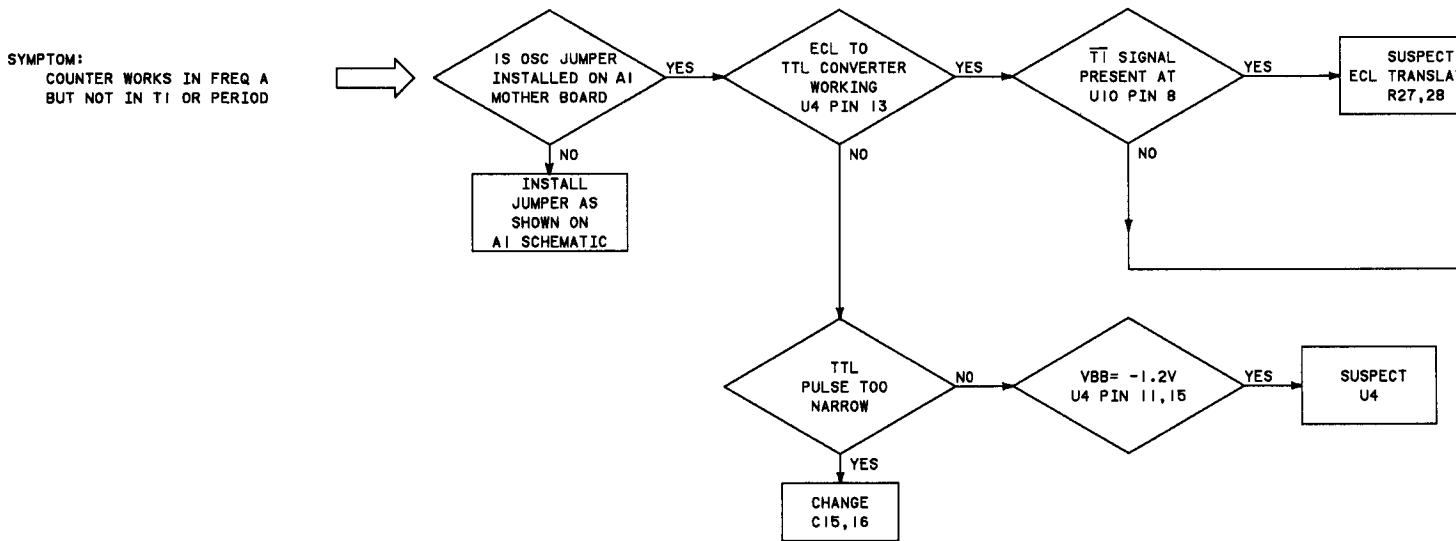 SYMPTOM:
COUNTER WORKS IN FREQ A
BUT NOT IN TI OR PERIOD
IS OSC JUMPER
INSTALLED ON A1
MOTHER BOARD
YES
NO
INSTALL
JUMPER AS
SHOWN ON
A1 SCHEMATIC
ECL TO
TTL CONVERTER
WORKING
U4 PIN 13
YES
NO
TI SIGNAL
PRESENT AT
U10 PIN 8
YES
NO
SUSPECT
ECL TRANSLA
R27,28
TTL
PULSE TOO
NARROW
NO
YES
CHANGE
C15,16
VBB= -1.2V
U4 PIN 11,15
YES
SUSPECT
U4